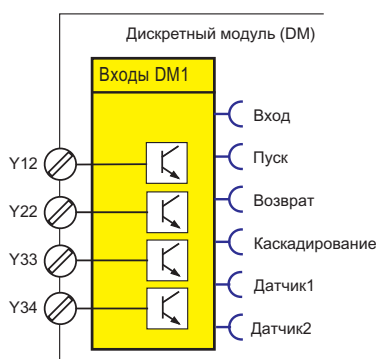 Дискретный модуль (DM)
Входы DM1
Вход
Пуск
Возврат
Каскадирование
Датчик1
Датчик2
Y12
Y22
Y33
Y34